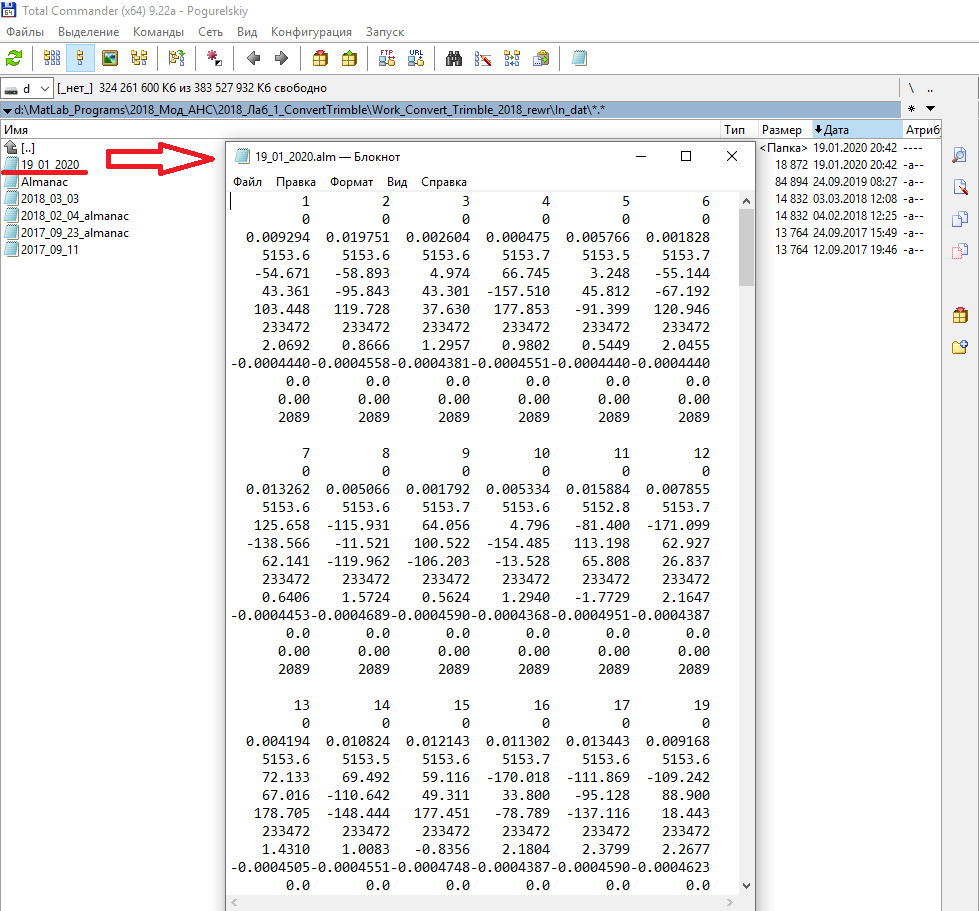 Total Commander (x64) 9.22a - Pogurelskiy
Файлы Выделение Команды Сеть Вид Конфигурация Запуск
FTP URL
d [_нет_] 324 261 600 Кб из 383 527 932 Кб свободно \ ..
d:\MatLab_Programs\2018_Мод_АНС\2018_Лаб_1_ConvertTrimble\Work_Convert_Trimble_2018_rewr\In_dat\*.* *
Имя Тип Размер Дата Атрибу
[..] <Папка> 19.01.2020 20:42 ----
19_01_2020 18 872 19.01.2020 20:42 -a--
Almanac 84 894 24.09.2019 08:27 -a--
2018_03_03 14 832 03.03.2018 12:08 -a--
2018_02_04_almanac 14 832 04.02.2018 12:25 -a--
2017_09_23_almanac 13 764 24.09.2017 15:49 -a--
2017_09_11 13 764 12.09.2017 19:46 -a--
19_01_2020.alm — Блокнот
Файл Правка Формат Вид Справка
1 2 3 4 5 6
0 0 0 0 0 0
0.009294 0.019751 0.002604 0.000475 0.005766 0.001828
5153.6 5153.6 5153.6 5153.7 5153.5 5153.7
-54.671 -58.893 4.974 66.745 3.248 -55.144
43.361 -95.843 43.301 -157.510 45.812 -67.192
103.448 119.728 37.630 177.853 -91.399 120.946
233472 233472 233472 233472 233472 233472
2.0692 0.8666 1.2957 0.9802 0.5449 2.0455
-0.0004440-0.0004558-0.0004381-0.0004551-0.0004440-0.0004440
0.0 0.0 0.0 0.0 0.0 0.0
0.00 0.00 0.00 0.00 0.00 0.00
2089 2089 2089 2089 2089 2089
7 8 9 10 11 12
0 0 0 0 0 0
0.013262 0.005066 0.001792 0.005334 0.015884 0.007855
5153.6 5153.6 5153.7 5153.6 5152.8 5153.7
125.658 -115.931 64.056 4.796 -81.400 -171.099
-138.566 -11.521 100.522 -154.485 113.198 62.927
62.141 -119.962 -106.203 -13.528 65.808 26.837
233472 233472 233472 233472 233472 233472
0.6406 1.5724 0.5624 1.2940 -1.7729 2.1647
-0.0004453-0.0004689-0.0004590-0.0004368-0.0004951-0.0004387
0.0 0.0 0.0 0.0 0.0 0.0
0.00 0.00 0.00 0.00 0.00 0.00
2089 2089 2089 2089 2089 2089
13 14 15 16 17 19
0 0 0 0 0 0
0.004194 0.010824 0.012143 0.011302 0.013443 0.009168
5153.6 5153.5 5153.6 5153.7 5153.6 5153.6
72.133 69.492 59.116 -170.018 -111.869 -109.242
67.016 -110.642 49.311 33.800 -95.128 88.900
178.705 -148.444 177.451 -78.789 -137.116 18.443
233472 233472 233472 233472 233472 233472
1.4310 1.0083 -0.8356 2.1804 2.3799 2.2677
-0.0004505-0.0004551-0.0004748-0.0004387-0.0004590-0.0004623
0.0 0.0 0.0 0.0 0.0 0.0